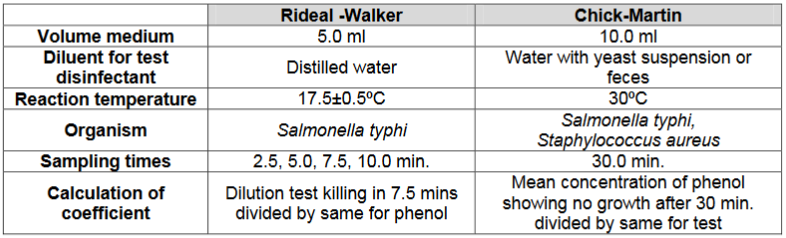 Rideal -Walker Chick-Martin
Volume medium 5.0 ml 10.0 ml
Diluent for test
disinfectant
Distilled water
Water with yeast suspension or
feces
Reaction temperature 17.5±0.5ºC 30ºC
Organism
Salmonella typhi
Salmonella typhi,
Staphylococcus aureus
Sampling times 2.5, 5.0, 7.5, 10.0 min. 30.0 min.
Calculation of
coefficient
Dilution test killing in 7.5 mins
divided by same for phenol
Mean concentration of phenol
showing no growth after 30 min.
divided by same for test